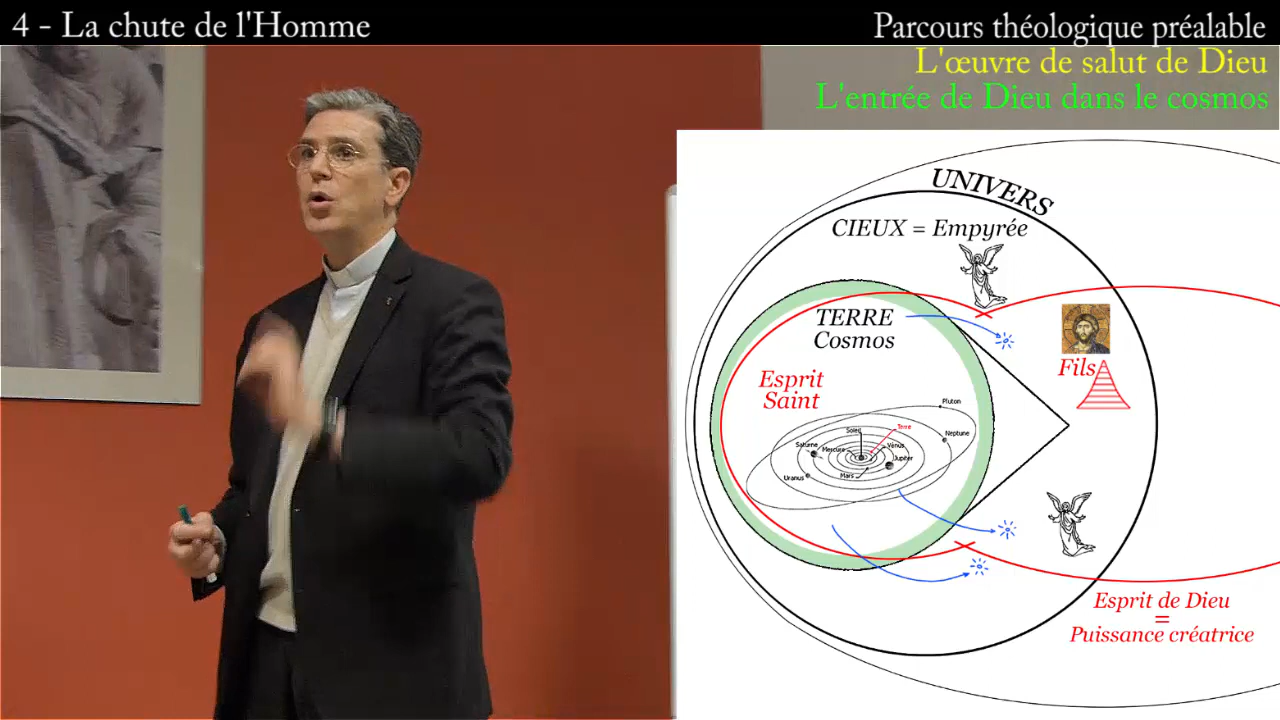 4 - La chute de l'Homme
Parcours théologique préalable
L'œuvre de salut de Dieu
L'entrée de Dieu dans le cosmos
UNIVERS
CIEUX = Empyrée
TERRE
Cosmos
Fils
Esprit
Saint
Pluton
Soleil
Terre
Neptune
Saturne
Mercure
Vénus
Jupiter
Uranus
Mars
Esprit de Dieu
=
Puissance créatrice